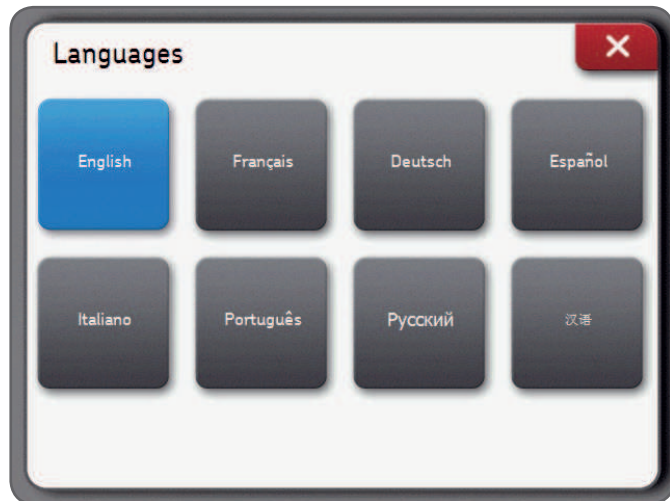 Languages
English Français Deutsch Español
Italiano Português Русский 汉语